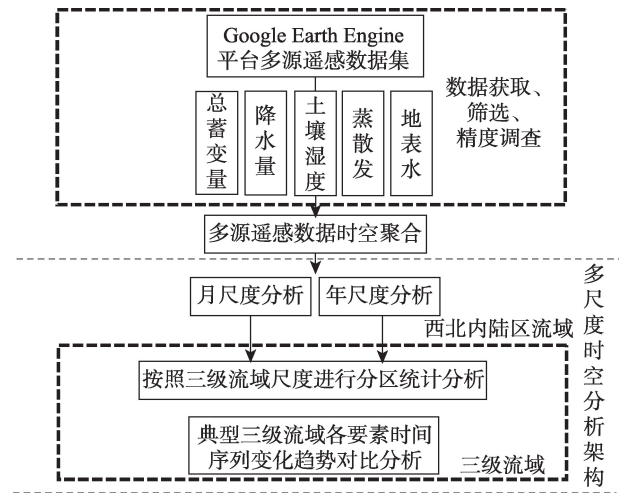 Google Earth Engine
平台多源遥感数据集
数据获取、
筛选、
精度调查
总蓄变量
降水量
土壤湿度
蒸散发
地表水
多源遥感数据时空聚合
月尺度分析
年尺度分析
西北内陆区流域
多尺度时空分析架构
按照三级流域尺度进行分区统计分析
典型三级流域各要素时间
序列变化趋势对比分析
三级流域